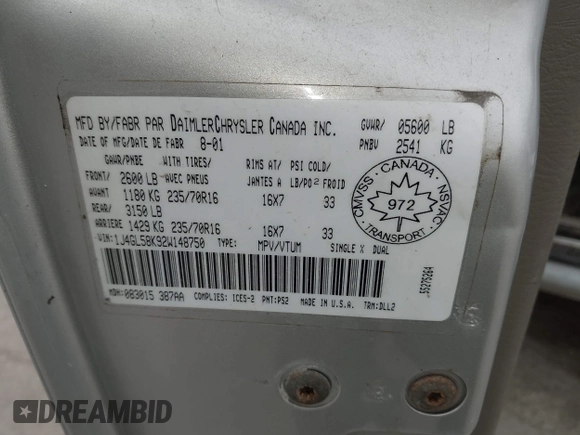 MFD BY/FABR PAR DAIMLERCHRYSLER CANADA INC.
GVWR/ 05600 LB
DATE OF MFG/DATE DE FABR 8-01
PNBV 2541 KG
GAWR/PNBE WITH TIRES/ RIMS AT/ PSI COLD/
FRONT/ 2600 LB AVEC PNEUS JANTES A LB/PO2 FROID
AVANT 1180 KG 235/70R16 16X7 33
REAR/ 3150 LB
ARRIERE 1429 KG 235/70R16 16X7 33
VIN: 1J4GL58K92W148750 TYPE: MPV/VTUM SINGLE X DUAL
CMVSS · CANADA · NSVAC
972
TRANSPORT
55275264
MDH: 083015 387AA COMPLIES: ICES-2 PNT: PS2 MADE IN U.S.A. TRM: DLL2
DREAMBID